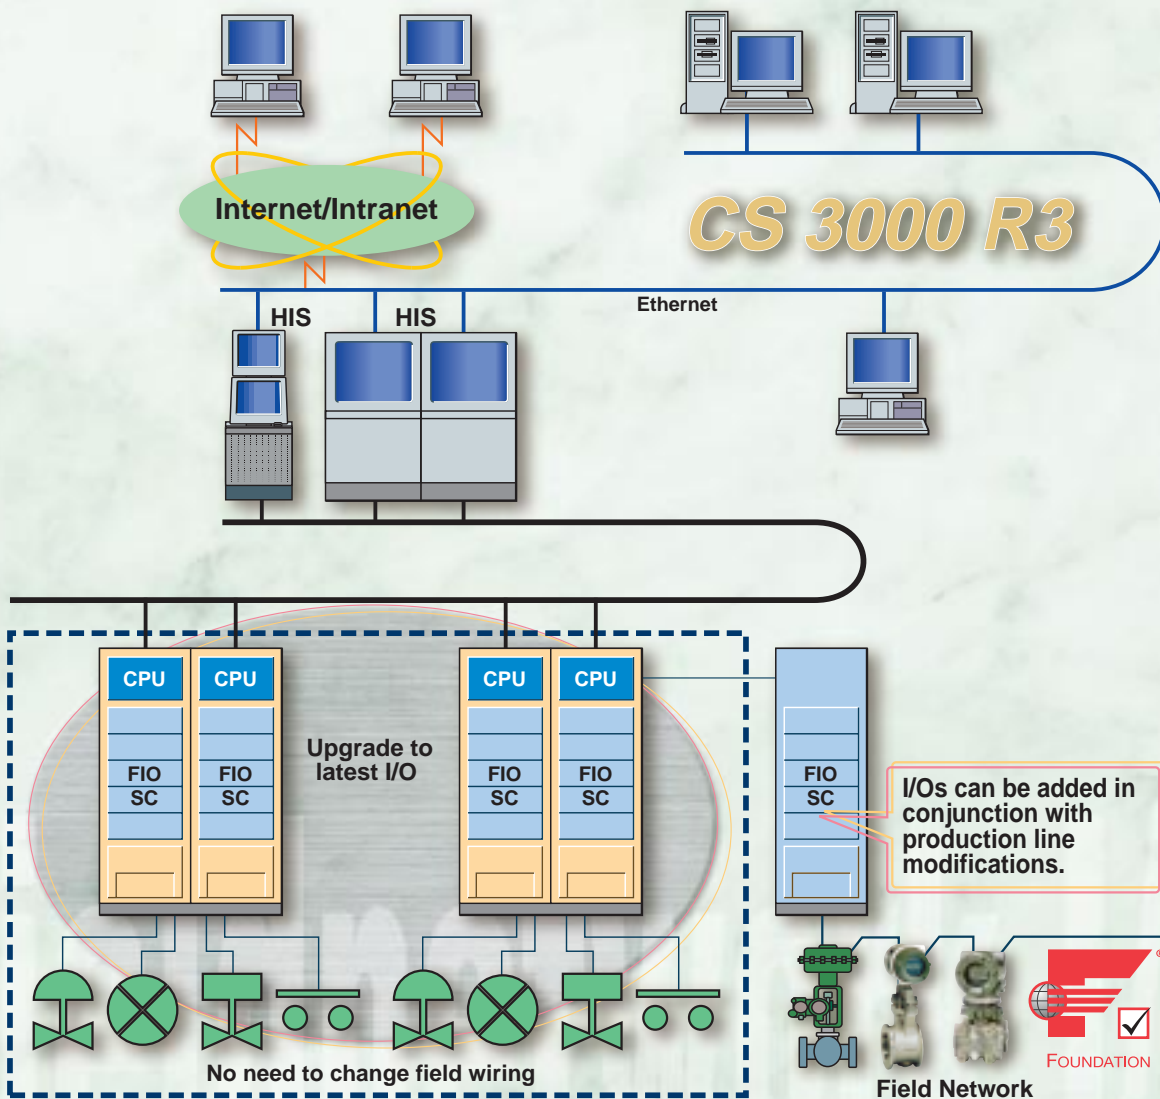 Internet/Intranet
CS 3000 R3
Ethernet
HIS
HIS
CPU
CPU
CPU
CPU
Upgrade to
latest I/O
FIO
SC
FIO
SC
FIO
SC
FIO
SC
FIO
SC
I/Os can be added in
conjunction with
production line
modifications.
®
FOUNDATION
No need to change field wiring
Field Network